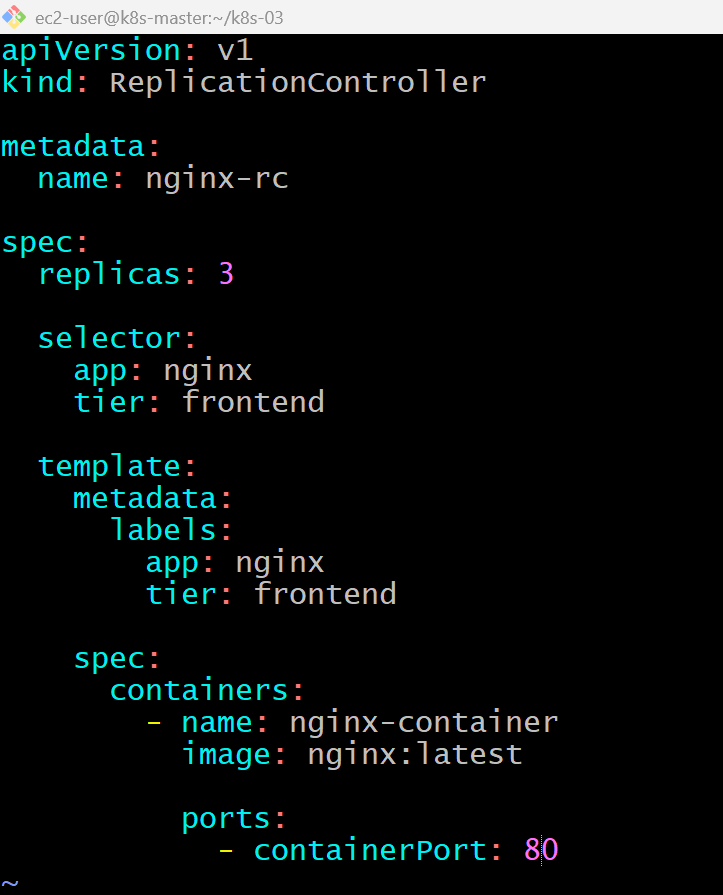 ec2-user@k8s-master:~/k8s-03
apiVersion: v1
kind: ReplicationController
metadata:
  name: nginx-rc
spec:
  replicas: 3
  selector:
    app: nginx
    tier: frontend
  template:
    metadata:
      labels:
        app: nginx
        tier: frontend
    spec:
      containers:
        - name: nginx-container
          image: nginx:latest
          ports:
            - containerPort: 80
~